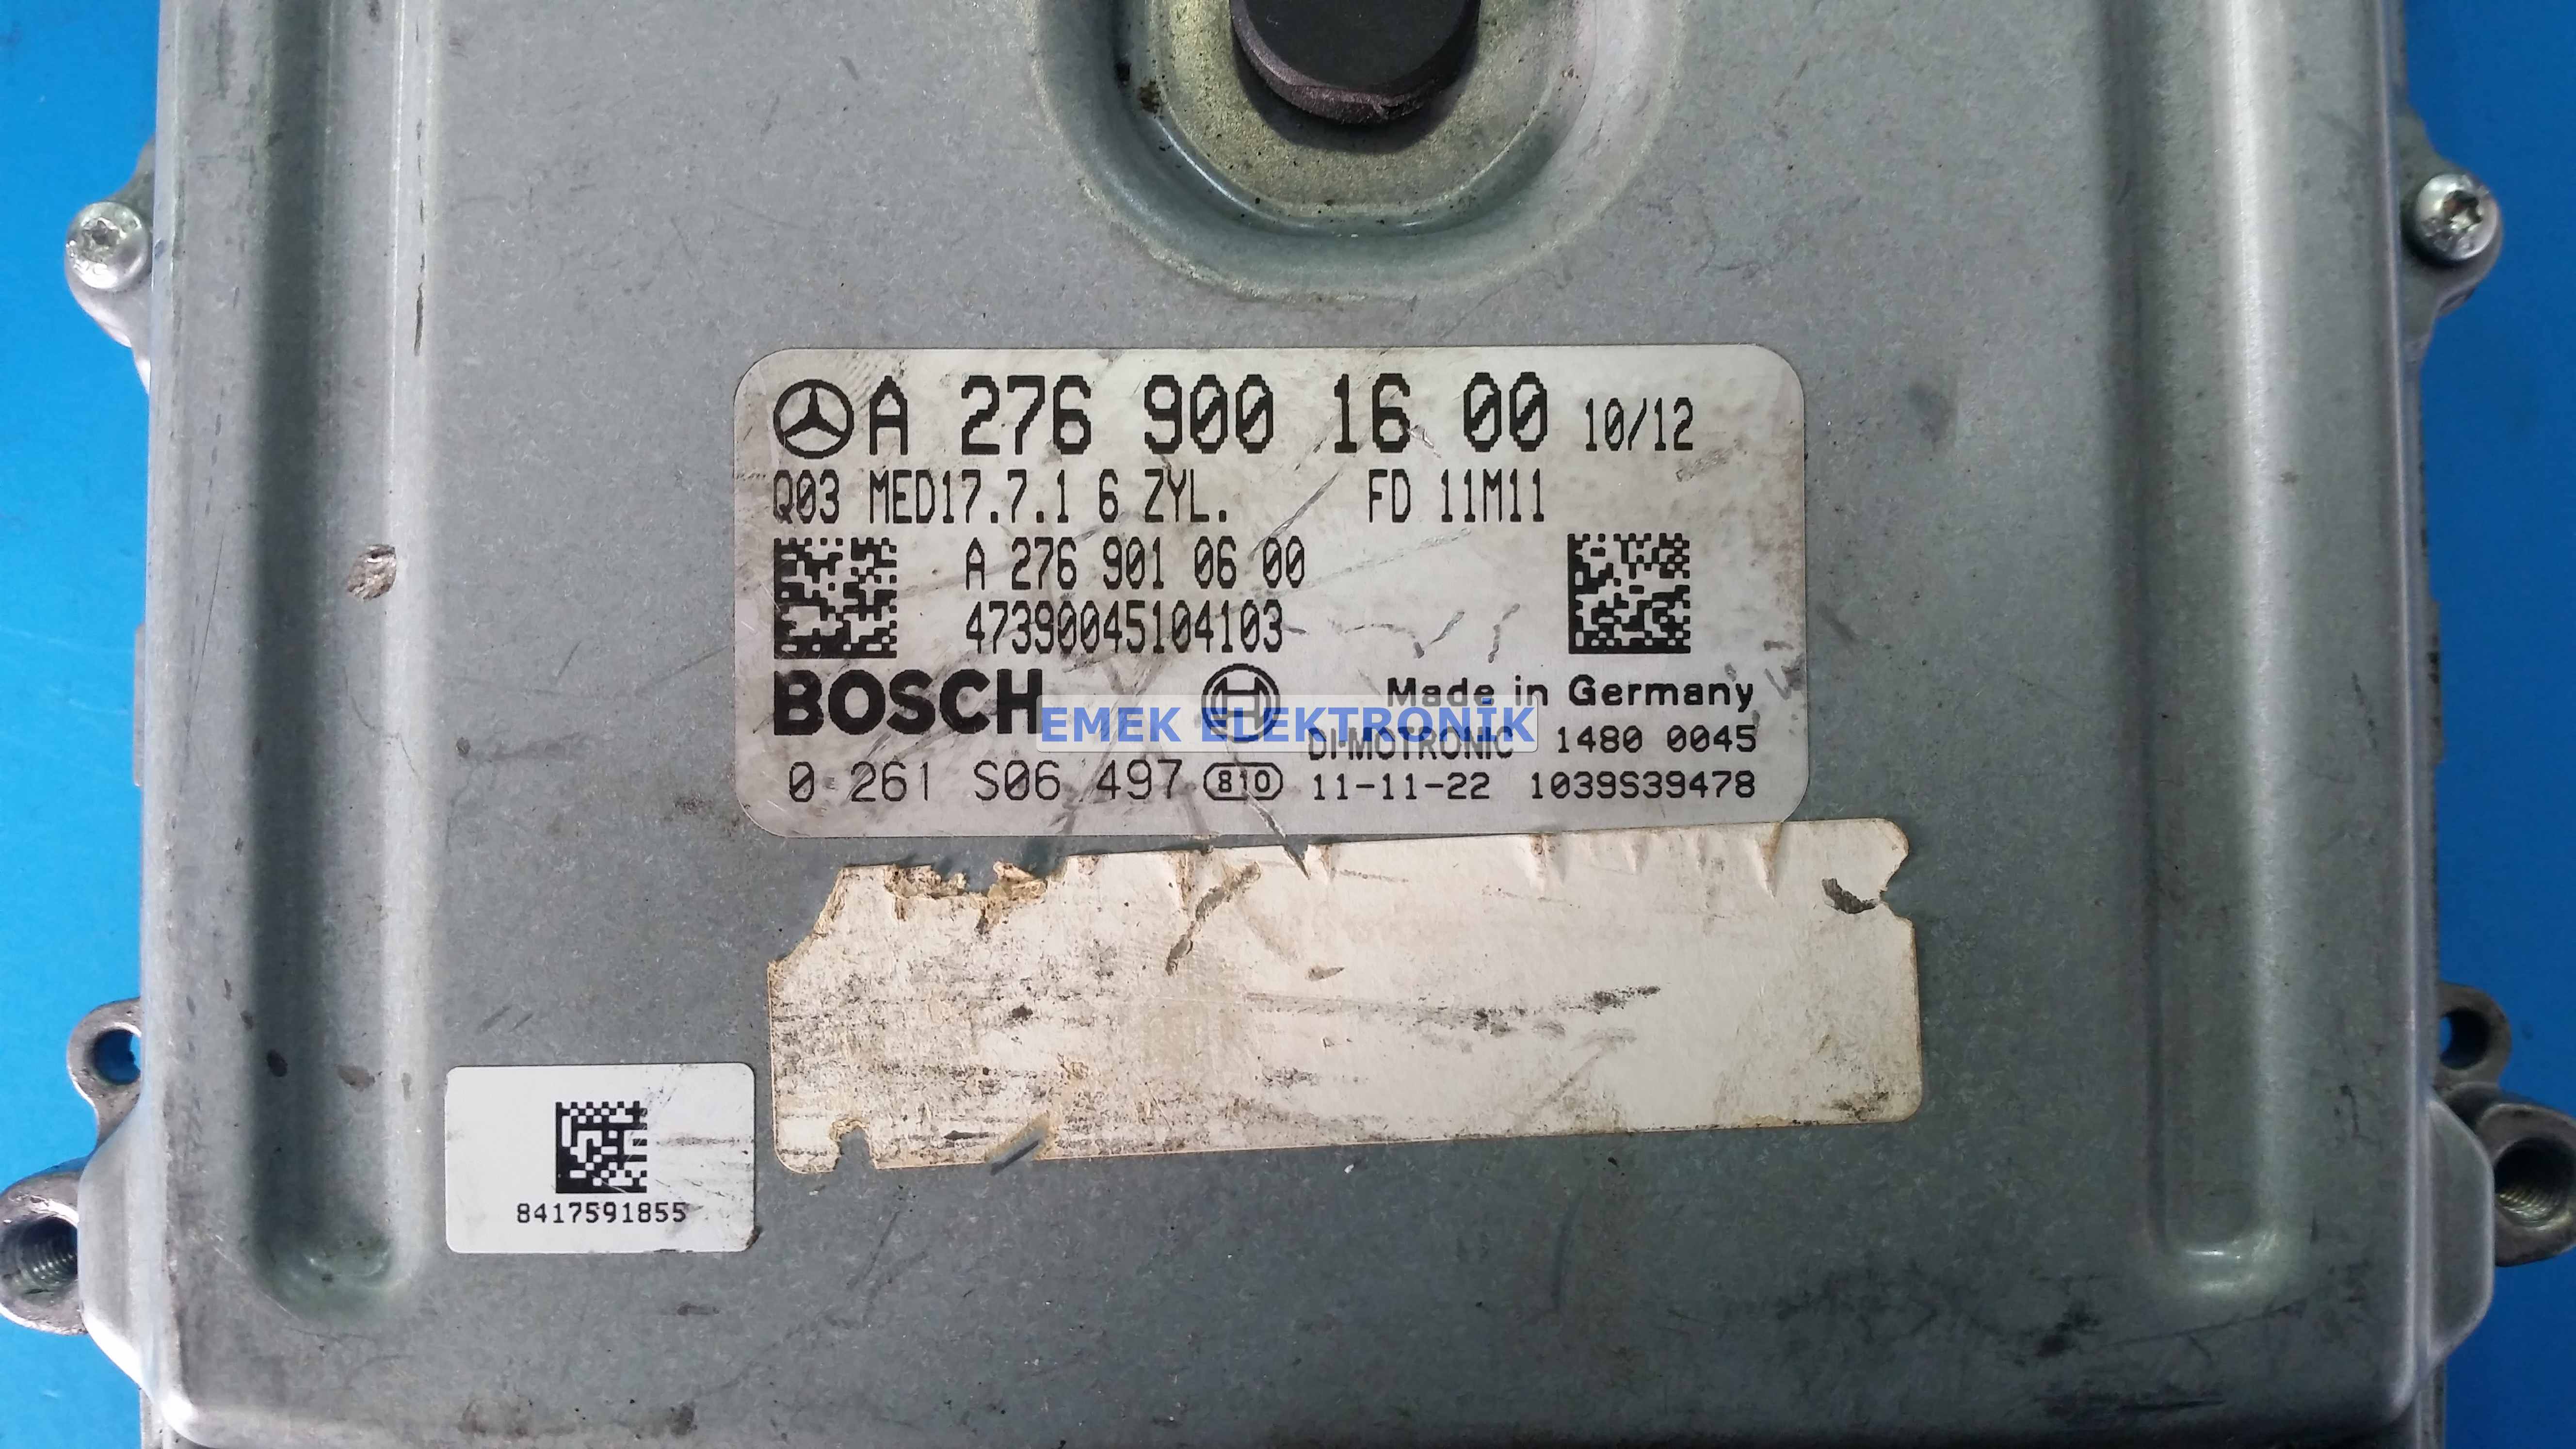 A 276 900 16 00 10/12
Q03 MED17.7.1 6 ZYL. FD 11M11
A 276 901 06 00
47390045104103
BOSCH Made in Germany
EMEK ELEKTRONİK
DI-MOTRONIC 1480 0045
0 261 S06 497 810 11-11-22 1039S39478
8417591855